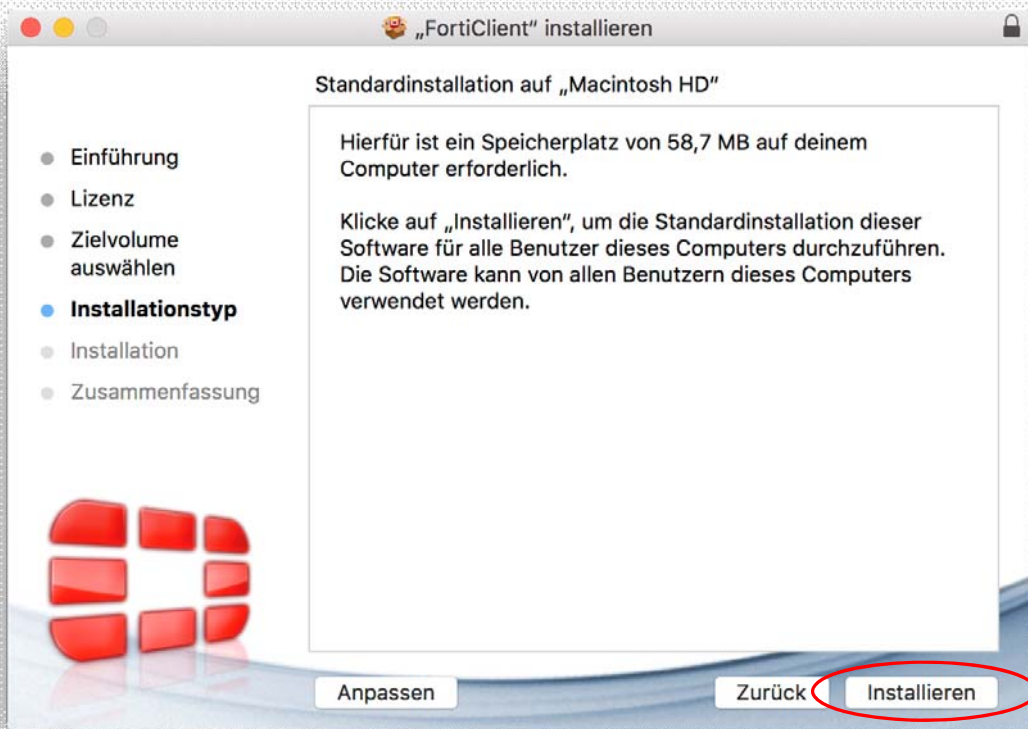 „FortiClient“ installieren
Standardinstallation auf „Macintosh HD“
Einführung
Lizenz
Zielvolume
auswählen
Installationstyp
Installation
Zusammenfassung
Hierfür ist ein Speicherplatz von 58,7 MB auf deinem
Computer erforderlich.
Klicke auf „Installieren“, um die Standardinstallation dieser
Software für alle Benutzer dieses Computers durchzuführen.
Die Software kann von allen Benutzern dieses Computers
verwendet werden.
Anpassen
Zurück
Installieren